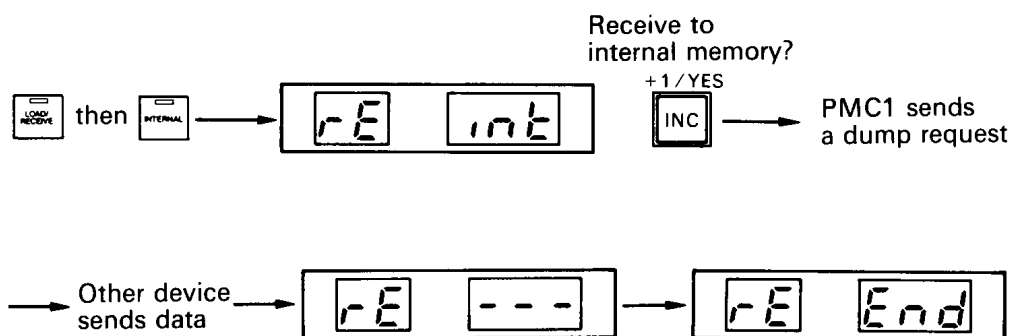 Receive to
internal memory?
+1/YES
LOAD/
RECEIVE
then
INTERNAL
rE int
INC
PMC1 sends
a dump request
Other device
sends data
rE ---
rE End